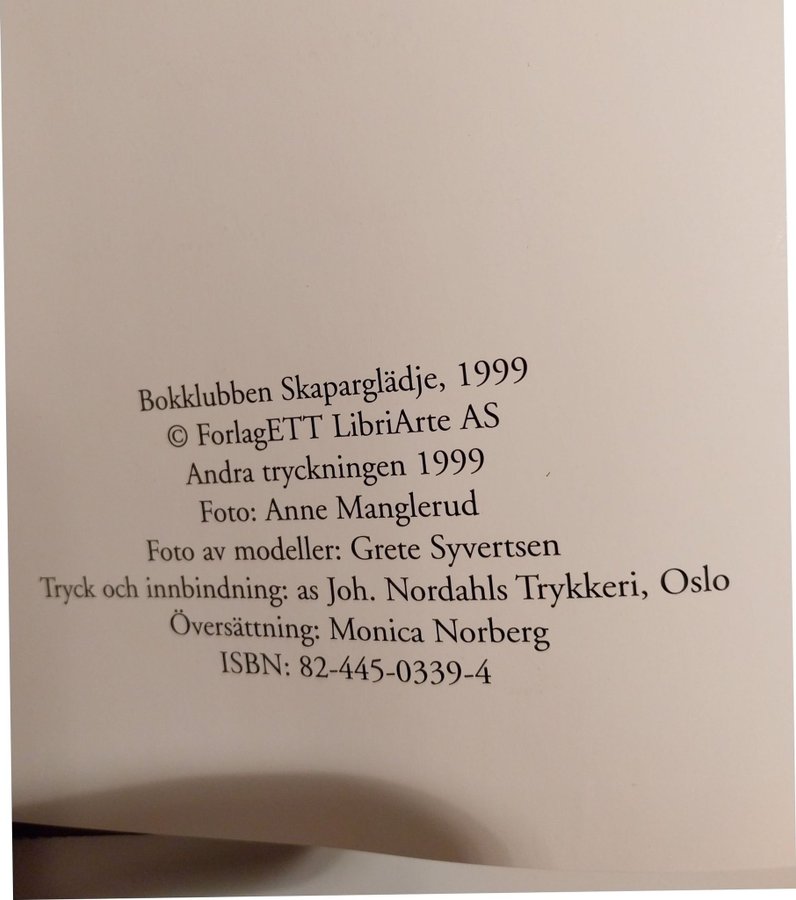 Bokklubben Skaparglädje, 1999
© ForlagETT LibriArte AS
Andra tryckningen 1999
Foto: Anne Manglerud
Foto av modeller: Grete Syvertsen
Tryck och innbindning: as Joh. Nordahls Trykkeri, Oslo
Översättning: Monica Norberg
ISBN: 82-445-0339-4